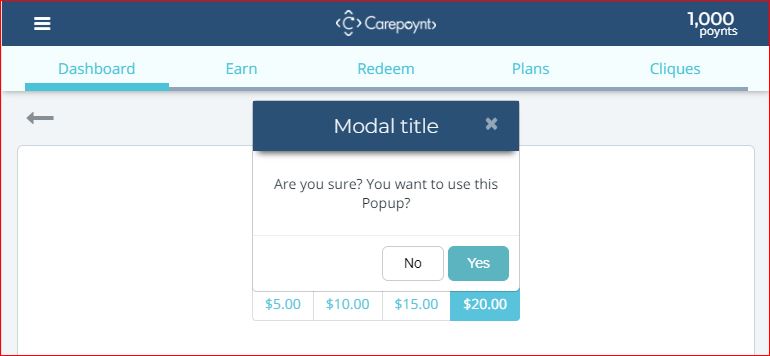 Carepoynt
1,000
poynts
Dashboard Earn Redeem Plans Cliques
Modal title
Are you sure? You want to use this
Popup?
No Yes
$5.00 $10.00 $15.00 $20.00